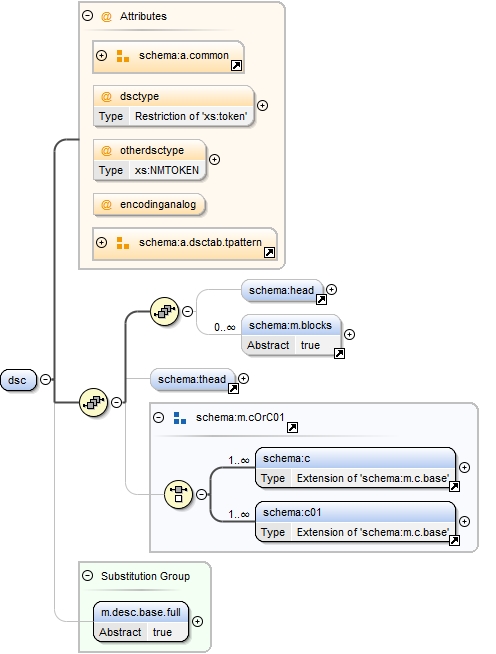 @ Attributes
schema:a.common
@ dsctype
Type Restriction of 'xs:token'
@ otherdsctype
Type xs:NMTOKEN
@ encodinganalog
schema:a.dsctab.tpattern
schema:head
0..∞ schema:m.blocks
Abstract true
dsc
schema:thead
schema:m.cOrC01
1..∞ schema:c
Type Extension of 'schema:m.c.base'
1..∞ schema:c01
Type Extension of 'schema:m.c.base'
Substitution Group
m.desc.base.full
Abstract true